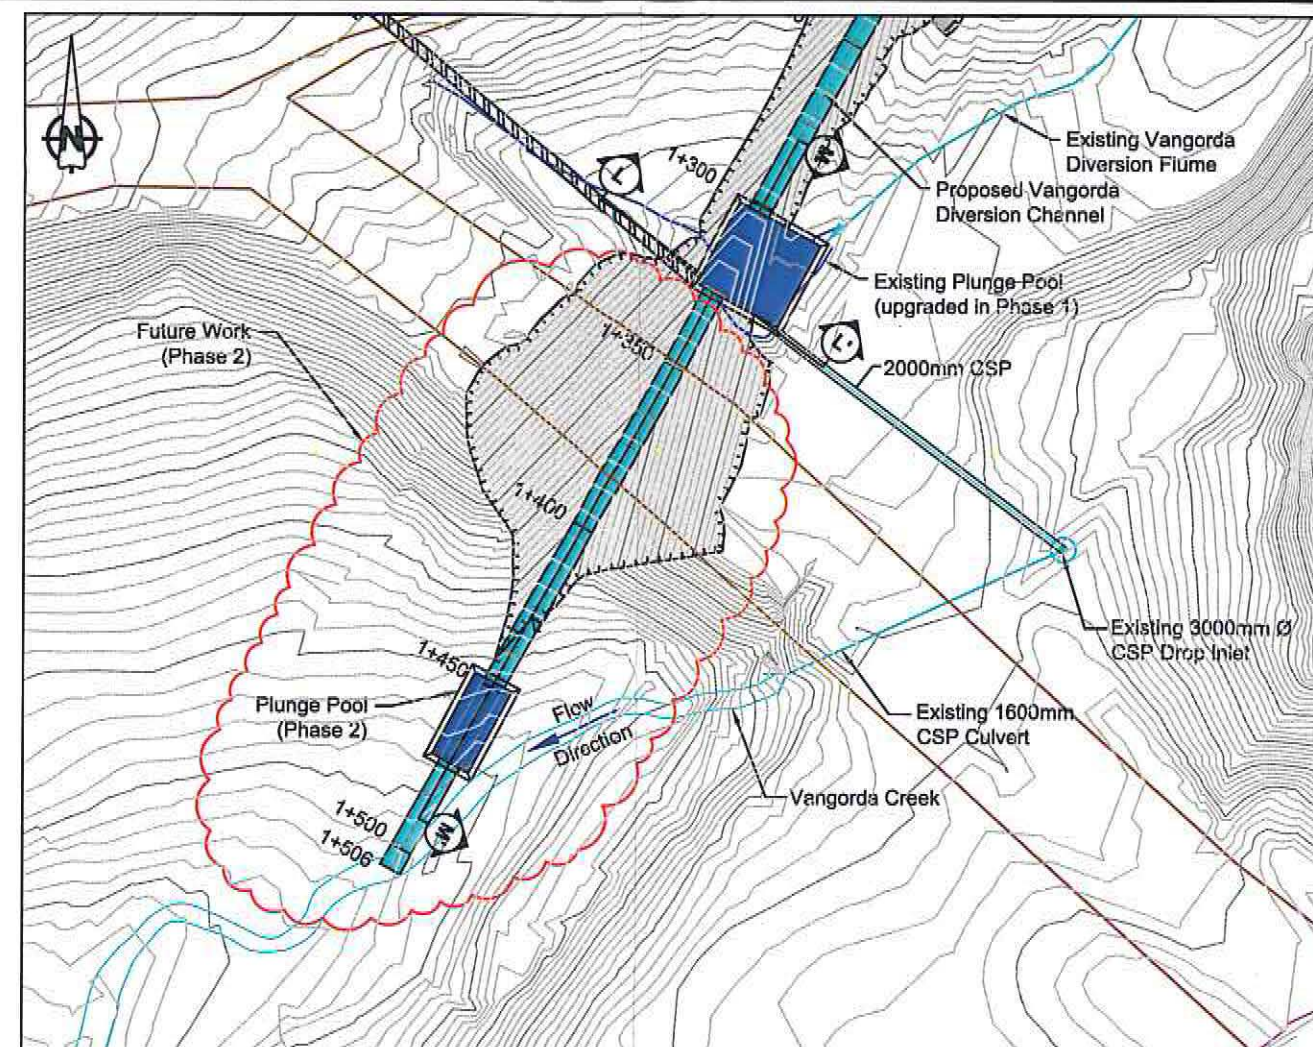 N
Existing Vangorda
Diversion Flume
L
1+300
M
Proposed Vangorda
Diversion Channel
Existing Plunge Pool
(upgraded in Phase 1)
Future Work
(Phase 2)
1+350
L'
2000mm CSP
1+400
Existing 3000mm Ø
CSP Drop Inlet
1+450
Plunge Pool
(Phase 2)
Flow
Direction
Existing 1600mm
CSP Culvert
Vangorda Creek
1+500
1+506
M'